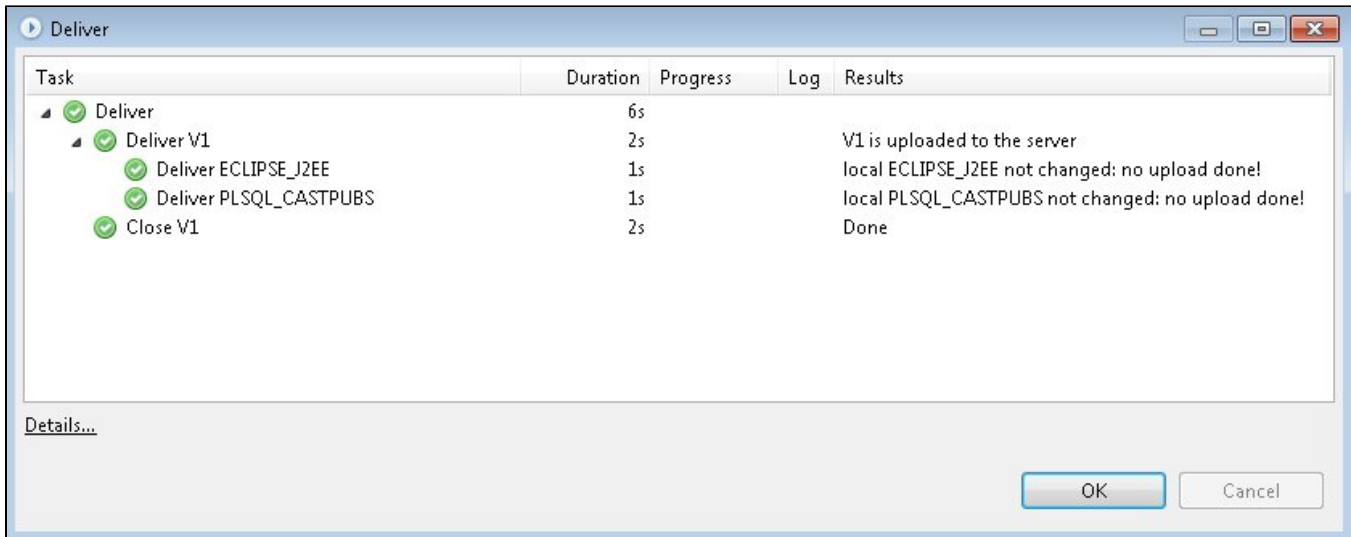 Deliver
Task Duration Progress Log Results
Deliver 6s
Deliver V1 2s V1 is uploaded to the server
Deliver ECLIPSE_J2EE 1s local ECLIPSE_J2EE not changed: no upload done!
Deliver PLSQL_CASTPUBS 1s local PLSQL_CASTPUBS not changed: no upload done!
Close V1 2s Done
Details...
OK Cancel